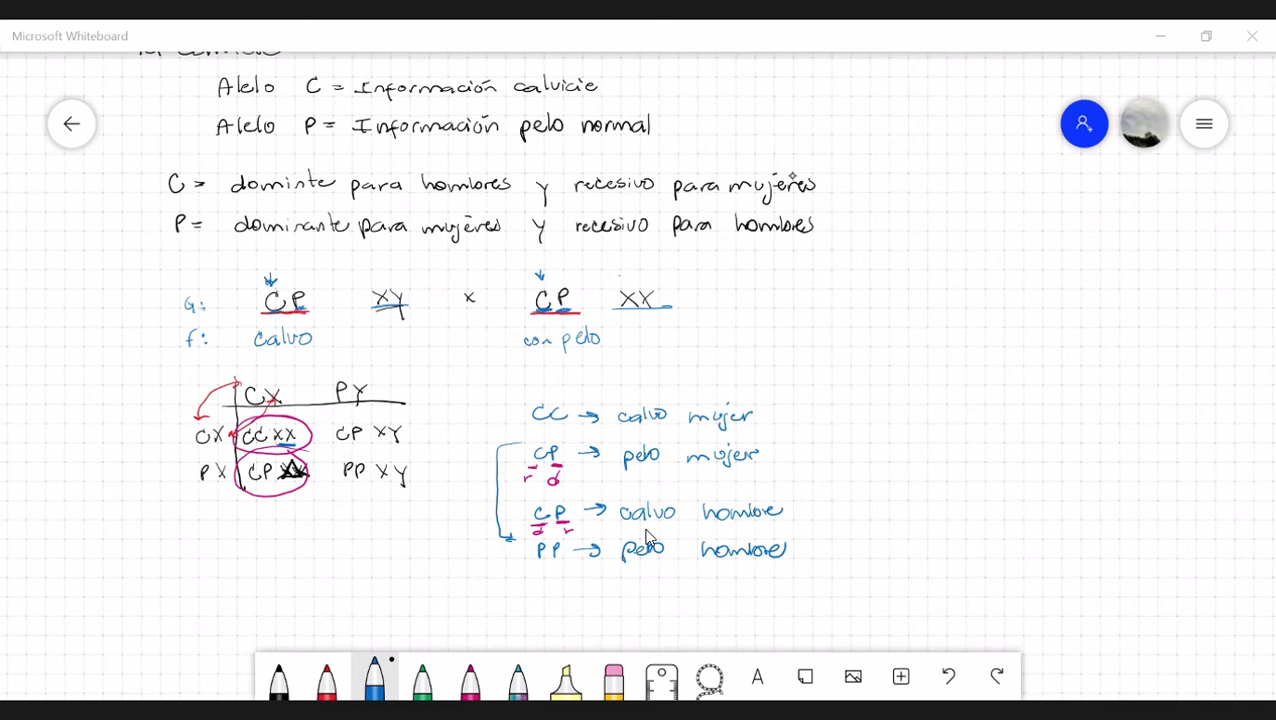 Microsoft Whiteboard
Alelo C = Información calvicie
Alelo P = Información pelo normal
C = dominte para hombres y recesivo para mujeres
P = dominante para mujeres y recesivo para hombres
G: CP XY x CP XX
f: calvo con pelo
CX PY
CX CC XX CP XY
PX CP XX PP XY
CC → calvo mujer
CP → pelo mujer
r d
CP → calvo hombre
d r
PP → pelo hombre
A